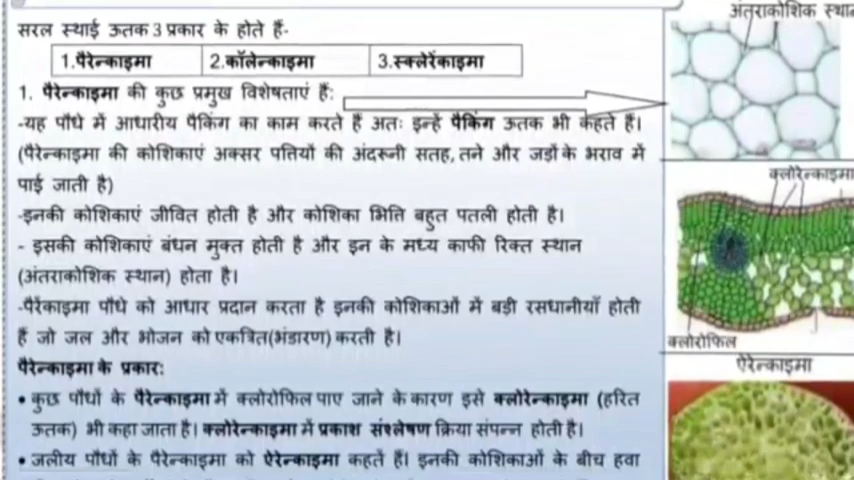 सरल स्थाई ऊतक 3 प्रकार के होते हैं-
1.पैरेन्काइमा 2.कॉलेन्काइमा 3.स्क्लेरेंकाइमा
1. पैरेन्काइमा की कुछ प्रमुख विशेषताएं हैं:
-यह पौधे में आधारीय पैकिंग का काम करते हैं अतः इन्हें पैकिंग ऊतक भी कहते हैं।
(पैरेन्काइमा की कोशिकाएं अक्सर पतियों की अंदरूनी सतह,तने और जड़ों के भराव में
पाई जाती है)
-इनकी कोशिकाएं जीवित होती है और कोशिका भिति बहुत पतली होती है।
- इसकी कोशिकाएं बंधन मुक्त होती है और इन के मध्य काफी रिक्त स्थान
(अंतराकोशिक स्थान) होता है।
-पैरेंकाइमा पौधे को आधार प्रदान करता है इनकी कोशिकाओं में बड़ी रसधानीयाँ होती
हैं जो जल और भोजन को एकत्रित(भंडारण) करती है।
पैरेन्काइमा के प्रकार:
• कुछ पौधों के पैरेन्काइमा में क्लोरोफिल पाए जाने के कारण इसे क्लोरेन्काइमा (हरित
ऊतक) भी कहा जाता है। क्लोरेन्काइमा में प्रकाश संश्लेषण क्रिया संपन्न होती है।
• जलीय पौधों के पैरेन्काइमा को ऐरेन्काइमा कहतें हैं। इनकी कोशिकाओं के बीच हवा
अंतराकोशिक
क्लोरेन्काइमा
क्लोरोफिल
ऐरेन्काइमा